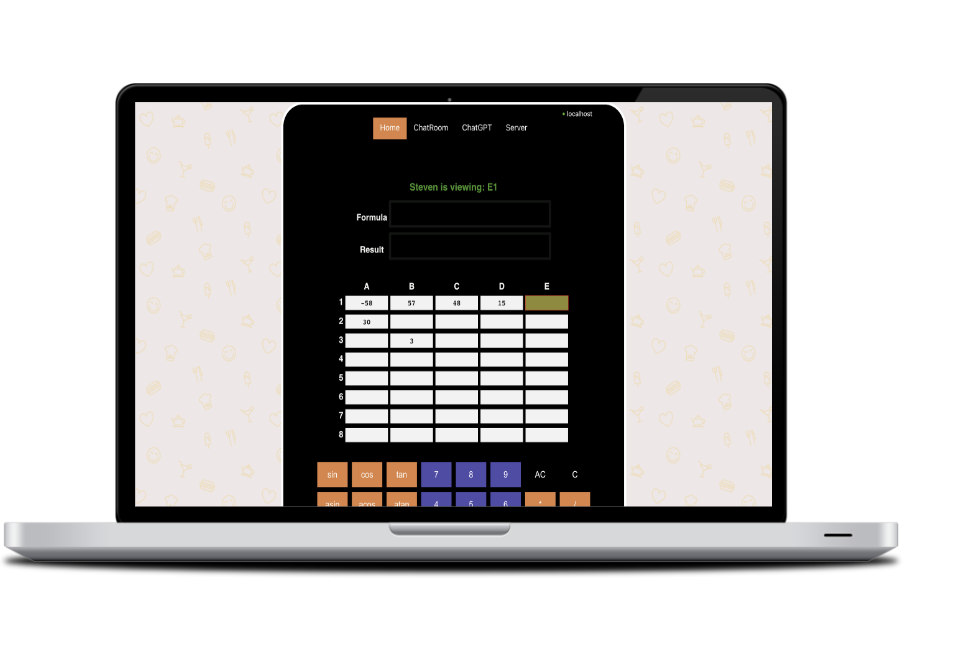 • localhost
Home ChatRoom ChatGPT Server
Steven is viewing: E1
Formula
Result
A B C D E
1 -58 57 48 15
2 30
3 3
4
5
6
7
8
sin cos tan 7 8 9 AC C
asin acos atan 4 5 6 * /